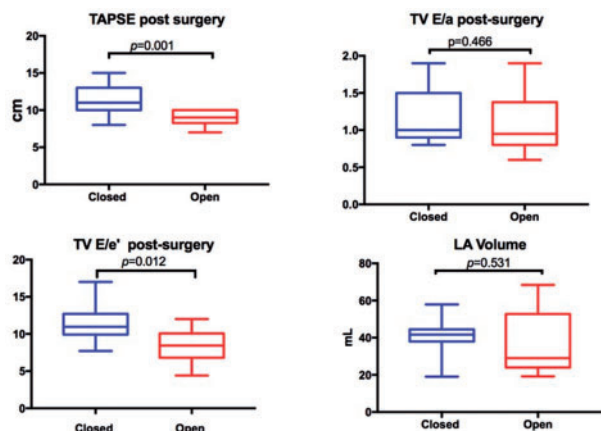 TAPSE post surgery
p=0.001
cm
20
15
10
5
0
Closed
Open
TV E/a post-surgery
p=0.466
2.0
1.5
1.0
0.5
0.0
Closed
Open
TV E/e' post-surgery
p=0.012
20
15
10
5
0
Closed
Open
LA Volume
p=0.531
mL
80
60
40
20
0
Closed
Open